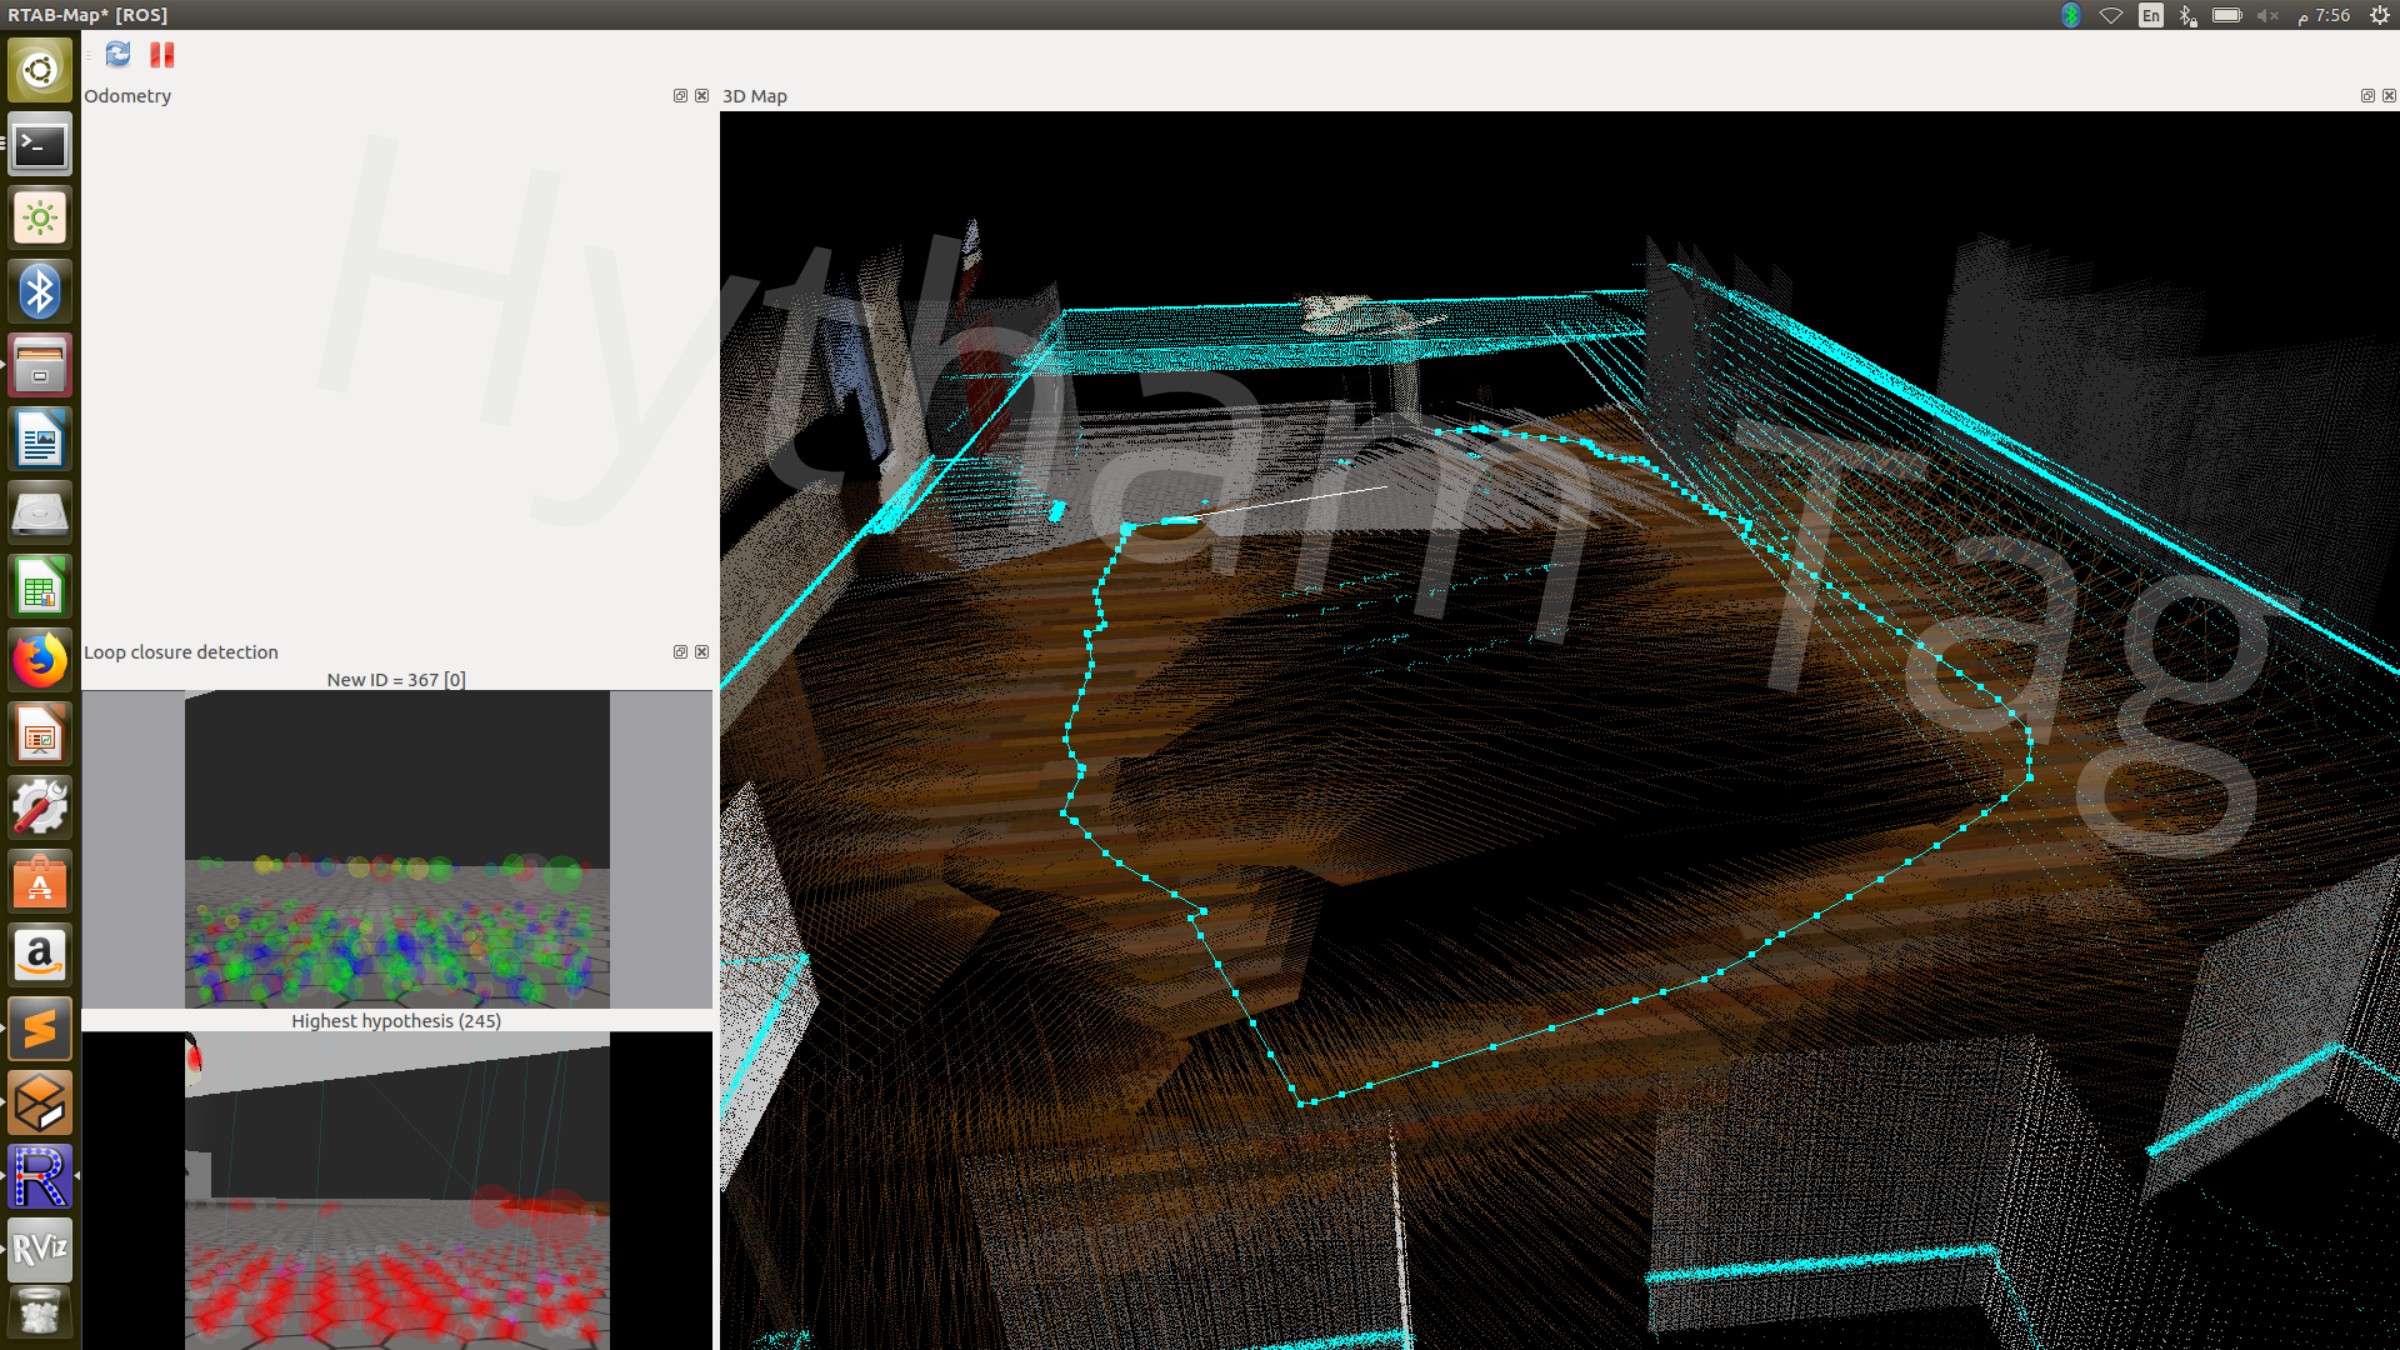 RTAB-Map* [ROS]
En
م 7:56
Odometry
3D Map
Hytham Tag
Loop closure detection
New ID = 367 [0]
Highest hypothesis (245)
RViz